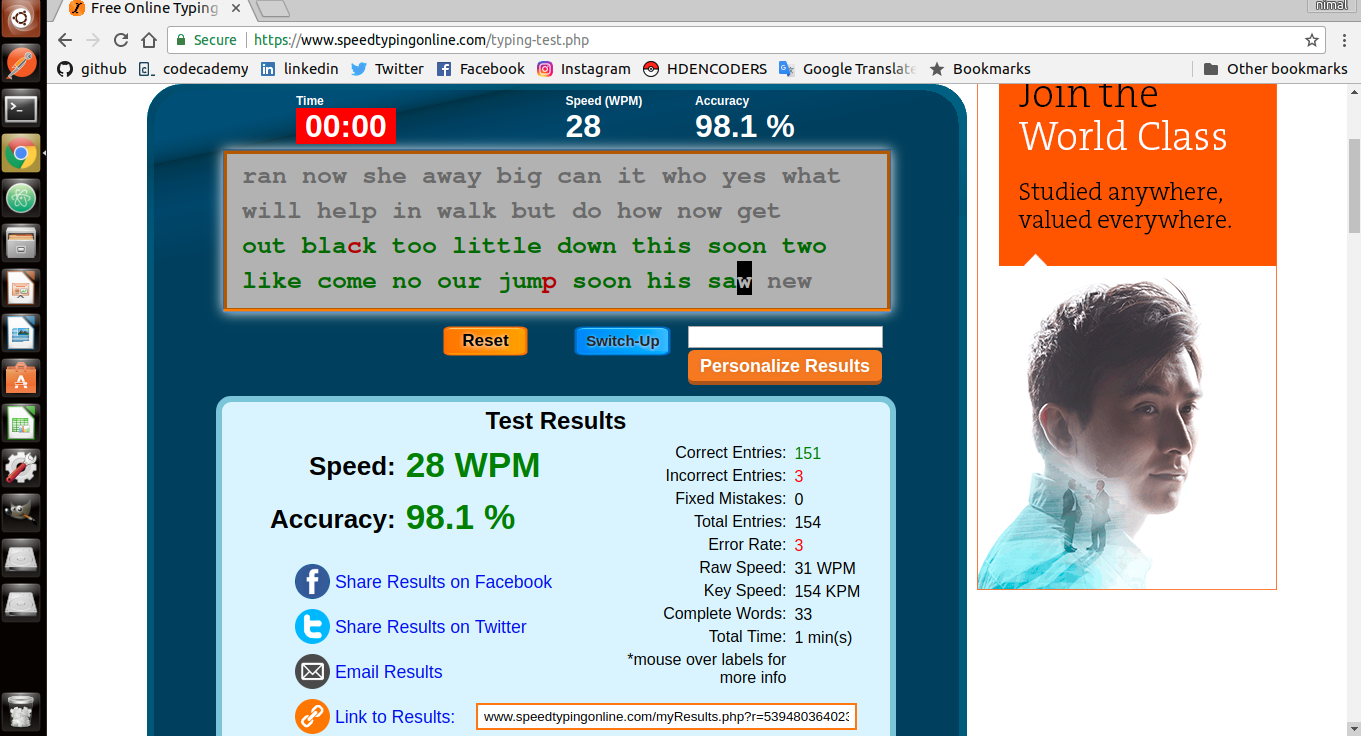 Free Online Typing
nimal
Secure https://www.speedtypingonline.com/typing-test.php
github codecademy linkedin Twitter Facebook Instagram HDENCODERS Google Translate Bookmarks Other bookmarks
Time Speed (WPM) Accuracy
00:00 28 98.1 %
ran now she away big can it who yes what
will help in walk but do how now get
out black too little down this soon two
like come no our jump soon his saw new
Reset Switch-Up
Personalize Results
Test Results
Speed: 28 WPM
Accuracy: 98.1 %
Share Results on Facebook
Share Results on Twitter
Email Results
Link to Results: www.speedtypingonline.com/myResults.php?r=539480364023
Correct Entries: 151
Incorrect Entries: 3
Fixed Mistakes: 0
Total Entries: 154
Error Rate: 3
Raw Speed: 31 WPM
Key Speed: 154 KPM
Complete Words: 33
Total Time: 1 min(s)
*mouse over labels for
more info
Join the
World Class
Studied anywhere,
valued everywhere.